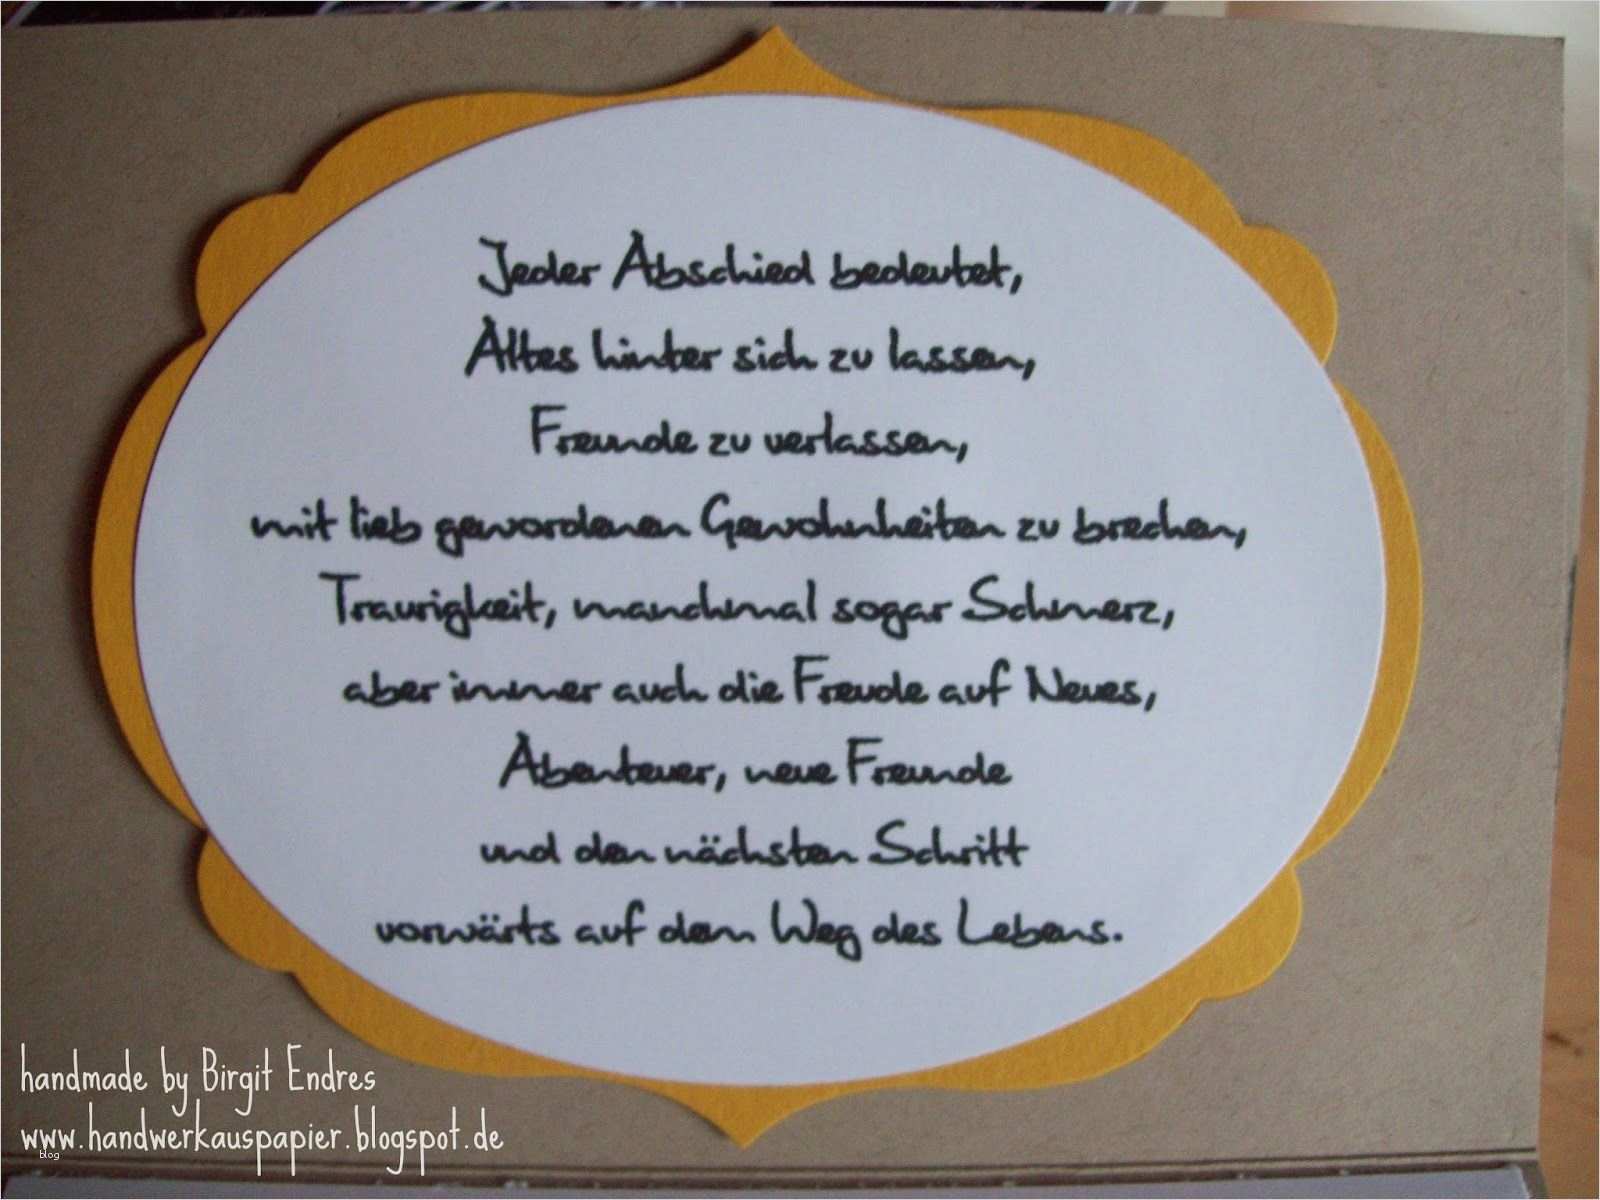 Jeder Abschied bedeutet,
Altes hinter sich zu lassen,
Freunde zu verlassen,
mit lieb gewordenen Gewohnheiten zu brechen,
Traurigkeit, manchmal sogar Schmerz,
aber immer auch die Freude auf Neues,
Abenteuer, neue Freunde
und den nächsten Schritt
vorwärts auf dem Weg des Lebens.
handmade by Birgit Endres
www.handwerkauspapier.blogspot.de
blog